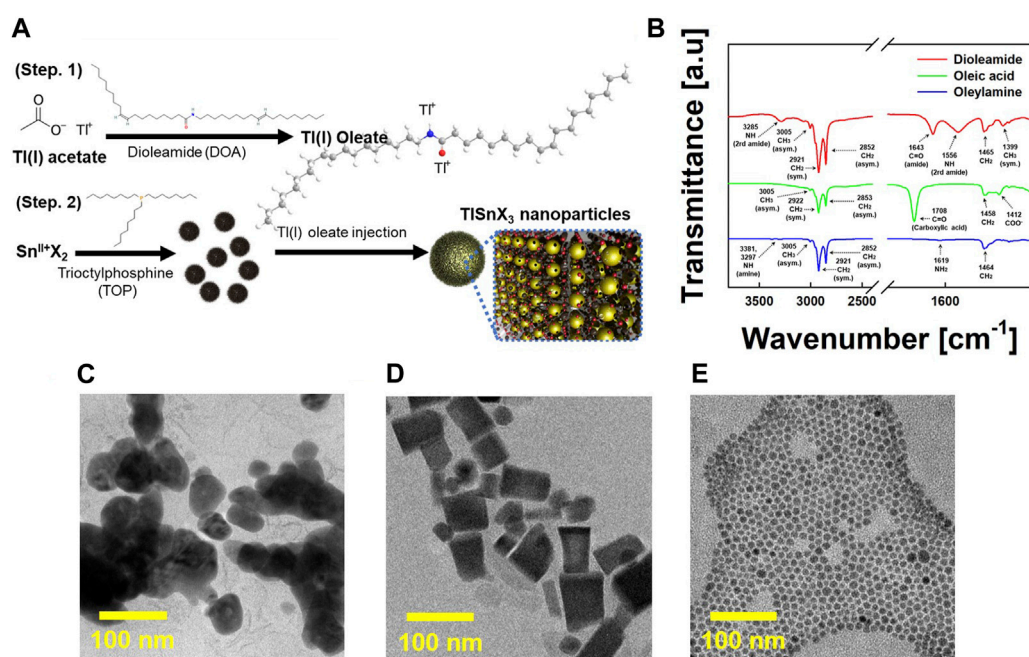 A
(Step. 1)
O
O⁻ Tl⁺
Tl(I) acetate
H
N
O
Dioleamide (DOA)
Tl(I) Oleate
Tl⁺
Tl⁺
(Step. 2)
P
Sn^II+X₂
Trioctylphosphine
(TOP)
Tl(I) oleate injection
TlSnX₃ nanoparticles
B
Transmittance [a.u]
Dioleamide
Oleic acid
Oleylamine
3285
NH
(2rd amide)
3005
CH₃
(asym.)
2921
CH₂
(sym.)
2852
CH₂
(asym.)
1643
C=O
(amide)
1556
NH
(2rd amide)
1465
CH₂
1399
CH₃
(sym.)
3005
CH₃ (asym.)
2922
CH₂
(sym.)
2853
CH₂
(asym.)
1708
C=O
(Carboxylic acid)
1458
CH₂
1412
COO⁻
3381,
3297
NH
(amine)
3005
CH₃
(asym.)
2921
CH₂
(sym.)
2852
CH₂
(asym.)
1619
NH₂
1464
CH₂
3500
3000
2500
1600
Wavenumber [cm⁻¹]
C
100 nm
D
100 nm
E
100 nm